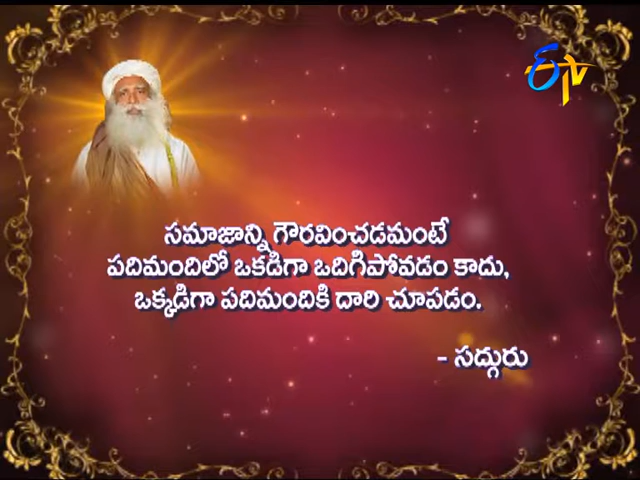 ETV
సమాజాన్ని గౌరవించడమంటే
పదిమందిలో ఒకడిగా ఒదిగిపోవడం కాదు,
ఒక్కడిగా పదిమందికి దారి చూపడం.
- సద్గురు